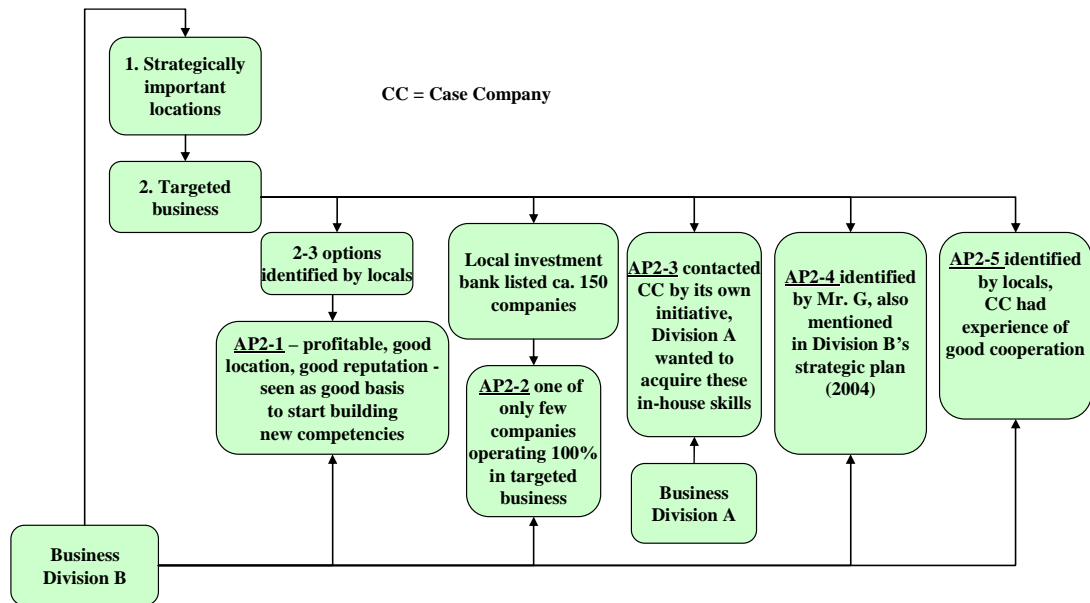 1. Strategically
important
locations
CC = Case Company
2. Targeted
business
2-3 options
identified by locals
Local investment
bank listed ca. 150
companies
AP2-3 contacted
CC by its own
initiative,
Division A
wanted to
acquire these
in-house skills
AP2-4 identified
by Mr. G, also
mentioned
in Division B's
strategic plan
(2004)
AP2-5 identified
by locals,
CC had
experience of
good cooperation
AP2-1 – profitable, good
location, good reputation -
seen as good basis
to start building
new competencies
AP2-2 one of
only few
companies
operating 100%
in targeted
business
Business
Division A
Business
Division B